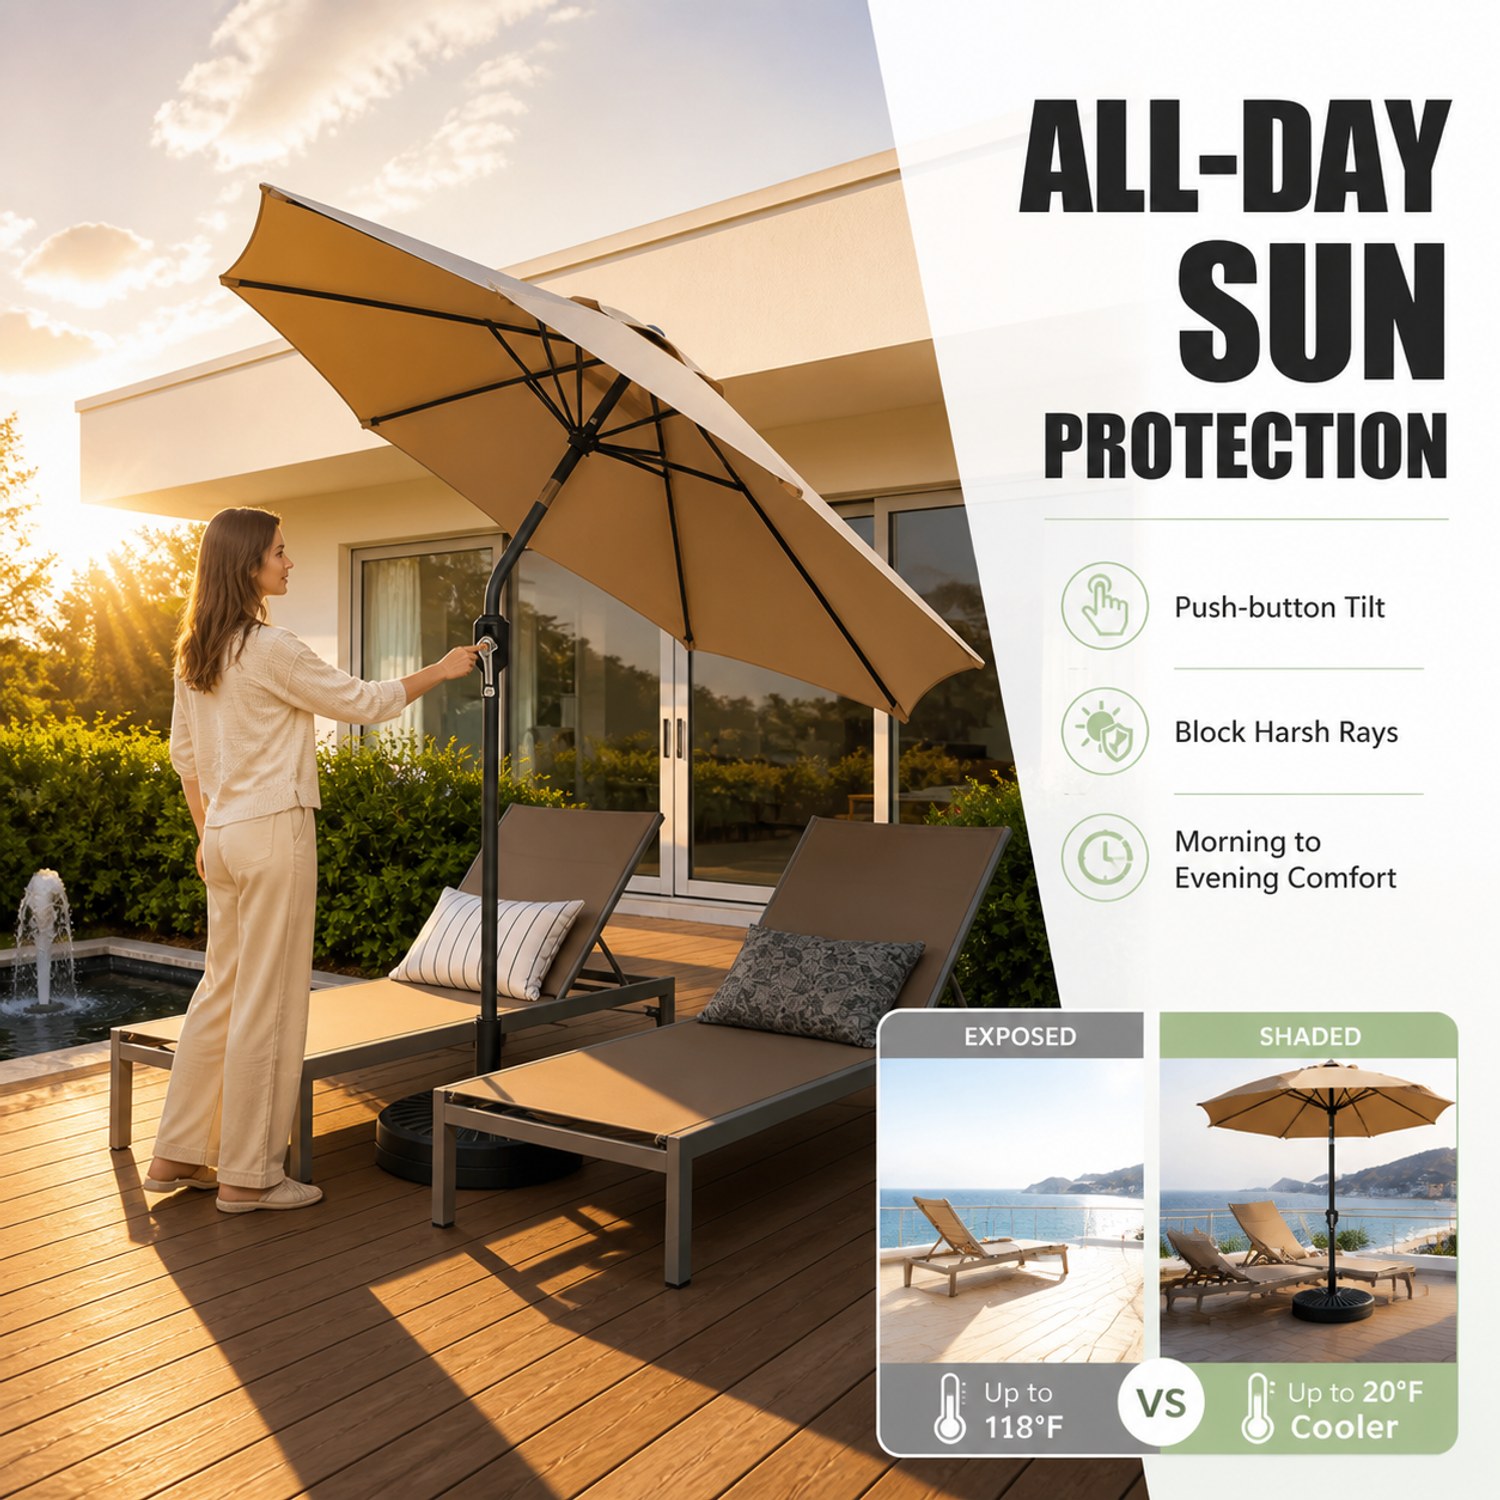 ALL-DAY
SUN
PROTECTION
Push-button Tilt
Block Harsh Rays
Morning to
Evening Comfort
EXPOSED
SHADED
Up to
118°F
VS
Up to 20°F
Cooler